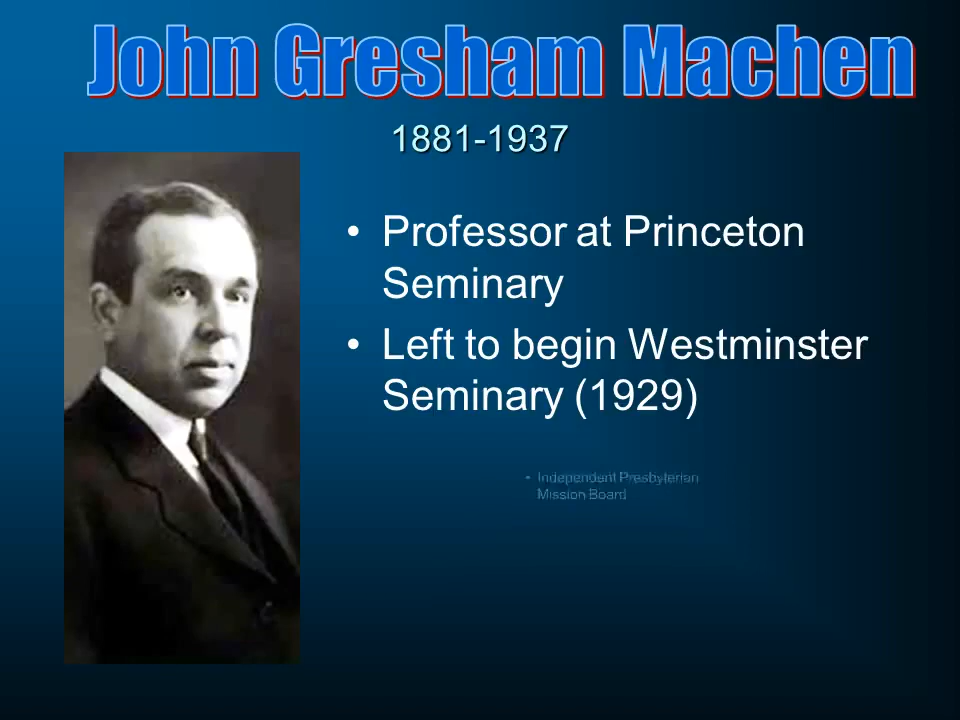 John Gresham Machen
1881-1937
• Professor at Princeton
Seminary
• Left to begin Westminster
Seminary (1929)
• Independent Presbyterian
Mission Board